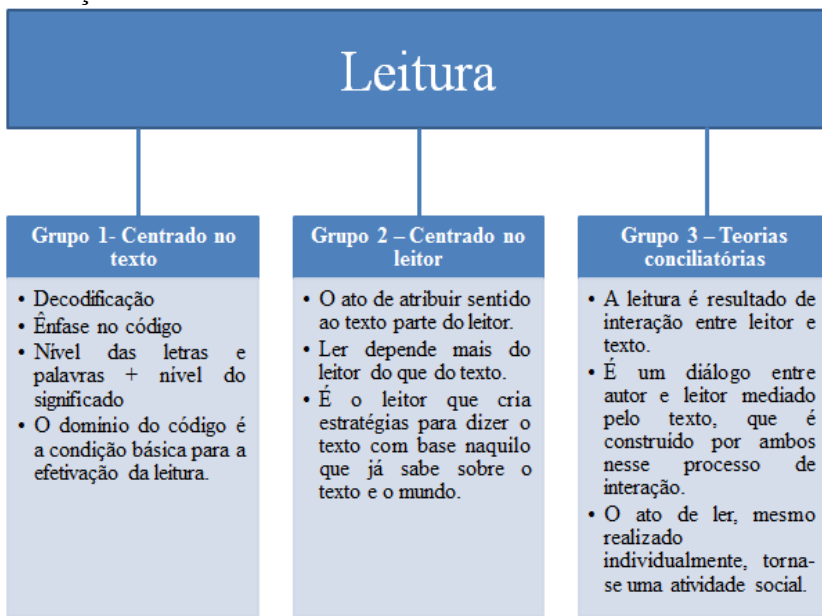 Leitura
Grupo 1- Centrado no
texto
• Decodificação
• Ênfase no código
• Nível das letras e
palavras + nível do
significado
• O domínio do código é
a condição básica para a
efetivação da leitura.
Grupo 2 – Centrado no
leitor
• O ato de atribuir sentido
ao texto parte do leitor.
• Ler depende mais do
leitor do que do texto.
• É o leitor que cria
estratégias para dizer o
texto com base naquilo
que já sabe sobre o
texto e o mundo.
Grupo 3 – Teorias
conciliatórias
• A leitura é resultado de
interação entre leitor e
texto.
• É um diálogo entre
autor e leitor mediado
pelo texto, que é
construído por ambos
nesse processo de
interação.
• O ato de ler, mesmo
realizado
individualmente, torna-
se uma atividade social.